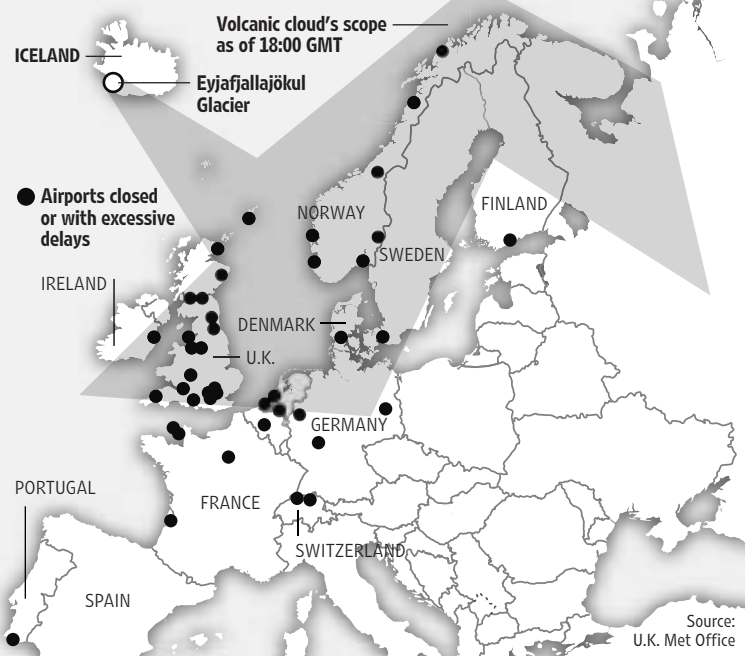 Volcanic cloud's scope
as of 18:00 GMT
ICELAND
Eyjafjallajökul
Glacier
Airports closed
or with excessive
delays
NORWAY
FINLAND
SWEDEN
IRELAND
DENMARK
U.K.
GERMANY
PORTUGAL
FRANCE
SWITZERLAND
SPAIN
Source:
U.K. Met Office